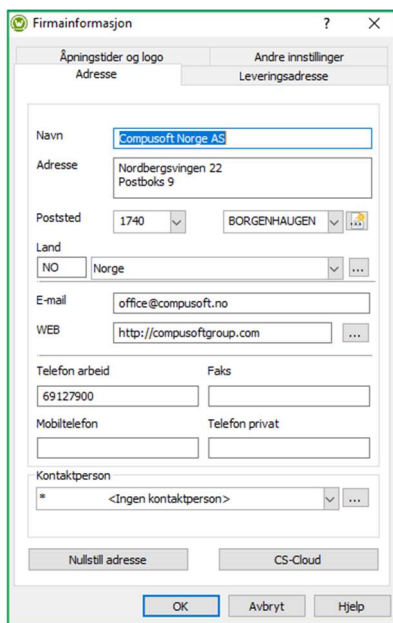 Firmainformasjon
Åpningstider og logo
Andre innstillinger
Adresse
Leveringsadresse
Navn
Compusoft Norge AS
Adresse
Nordbergsvingen 22
Postboks 9
Poststed
1740
BORGENHAUGEN
Land
NO
Norge
...
E-mail
office@compusoft.no
WEB
http://compusoftgroup.com
...
Telefon arbeid
Faks
69127900
Mobiltelefon
Telefon privat
Kontaktperson
* <Ingen kontaktperson>
...
Nullstill adresse
CS-Cloud
OK
Avbryt
Hjelp